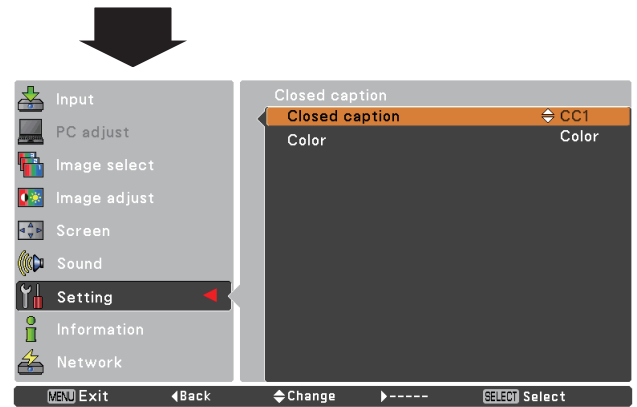 Input
PC adjust
Image select
Image adjust
Screen
Sound
Setting
Information
Network
Closed caption
Closed caption CC1
Color Color
MENU Exit Back Change ----- SELECT Select